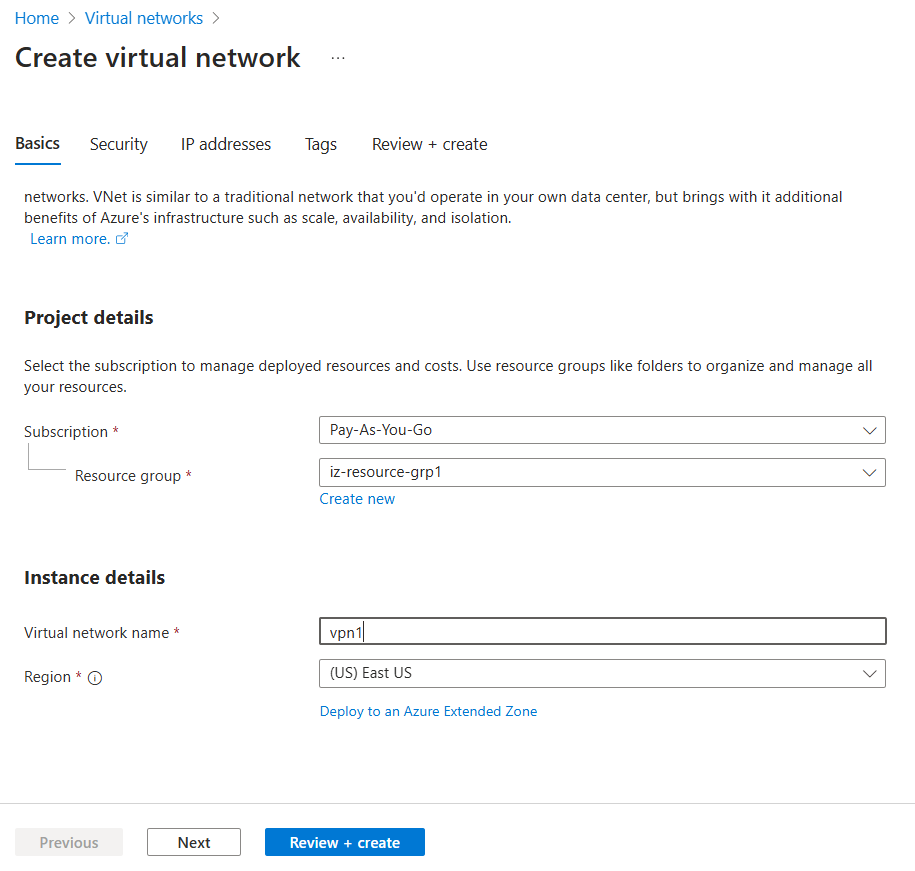 Home > Virtual networks >
Create virtual network ...
Basics Security IP addresses Tags Review + create
networks. VNet is similar to a traditional network that you'd operate in your own data center, but brings with it additional
benefits of Azure's infrastructure such as scale, availability, and isolation.
Learn more.
Project details
Select the subscription to manage deployed resources and costs. Use resource groups like folders to organize and manage all
your resources.
Subscription * Pay-As-You-Go
Resource group * iz-resource-grp1
Create new
Instance details
Virtual network name * vpn1
Region * (US) East US
Deploy to an Azure Extended Zone
Previous Next Review + create